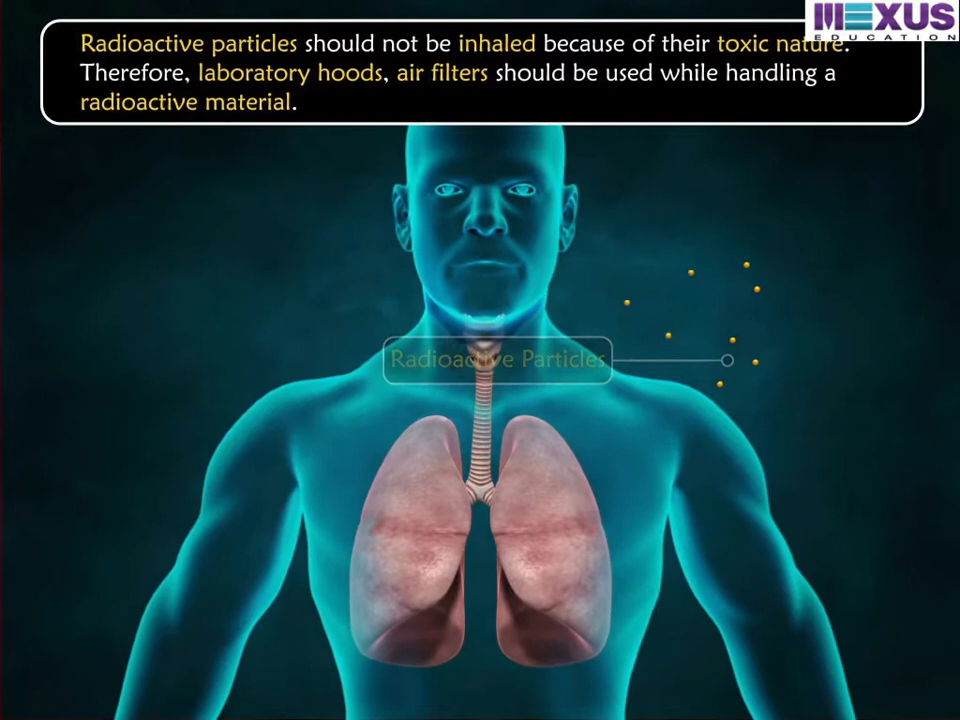 MEXUS
EDUCATION
Radioactive particles should not be inhaled because of their toxic nature.
Therefore, laboratory hoods, air filters should be used while handling a
radioactive material.
Radioactive Particles